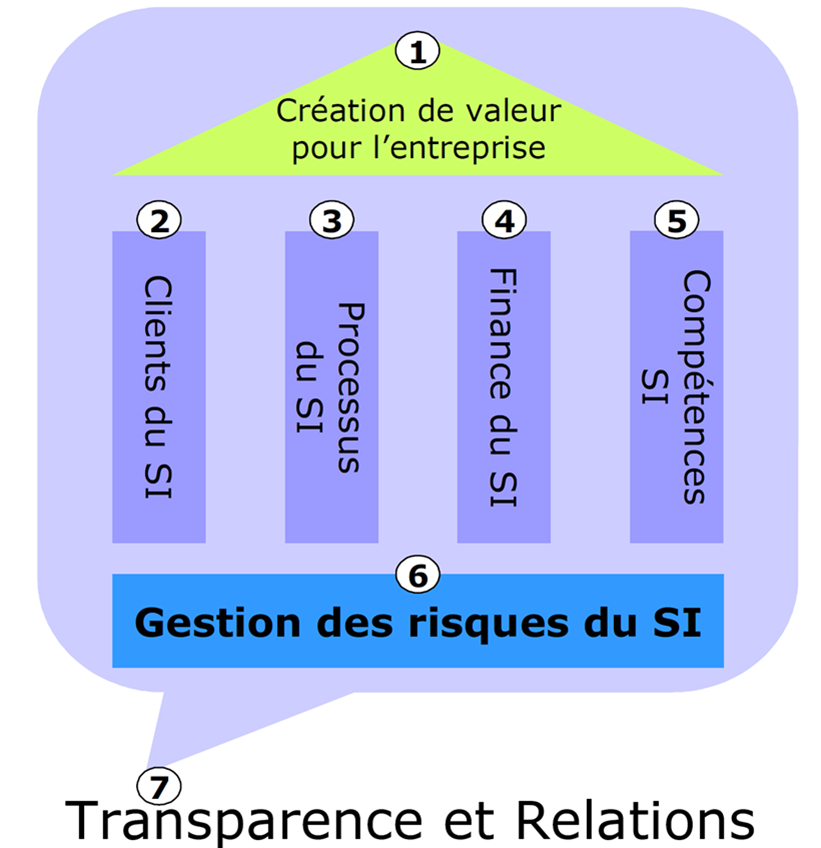 1
Création de valeur
pour l’entreprise
2
Clients du SI
3
Processus
du SI
4
Finance du SI
5
Compétences
SI
6
Gestion des risques du SI
7
Transparence et Relations